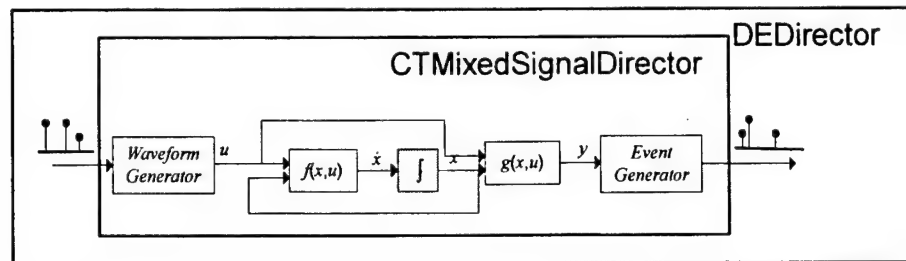 DEDirector
CTMixedSignalDirector
Waveform
Generator
u
f(x,u)
ẋ
∫
x
g(x,u)
y
Event
Generator